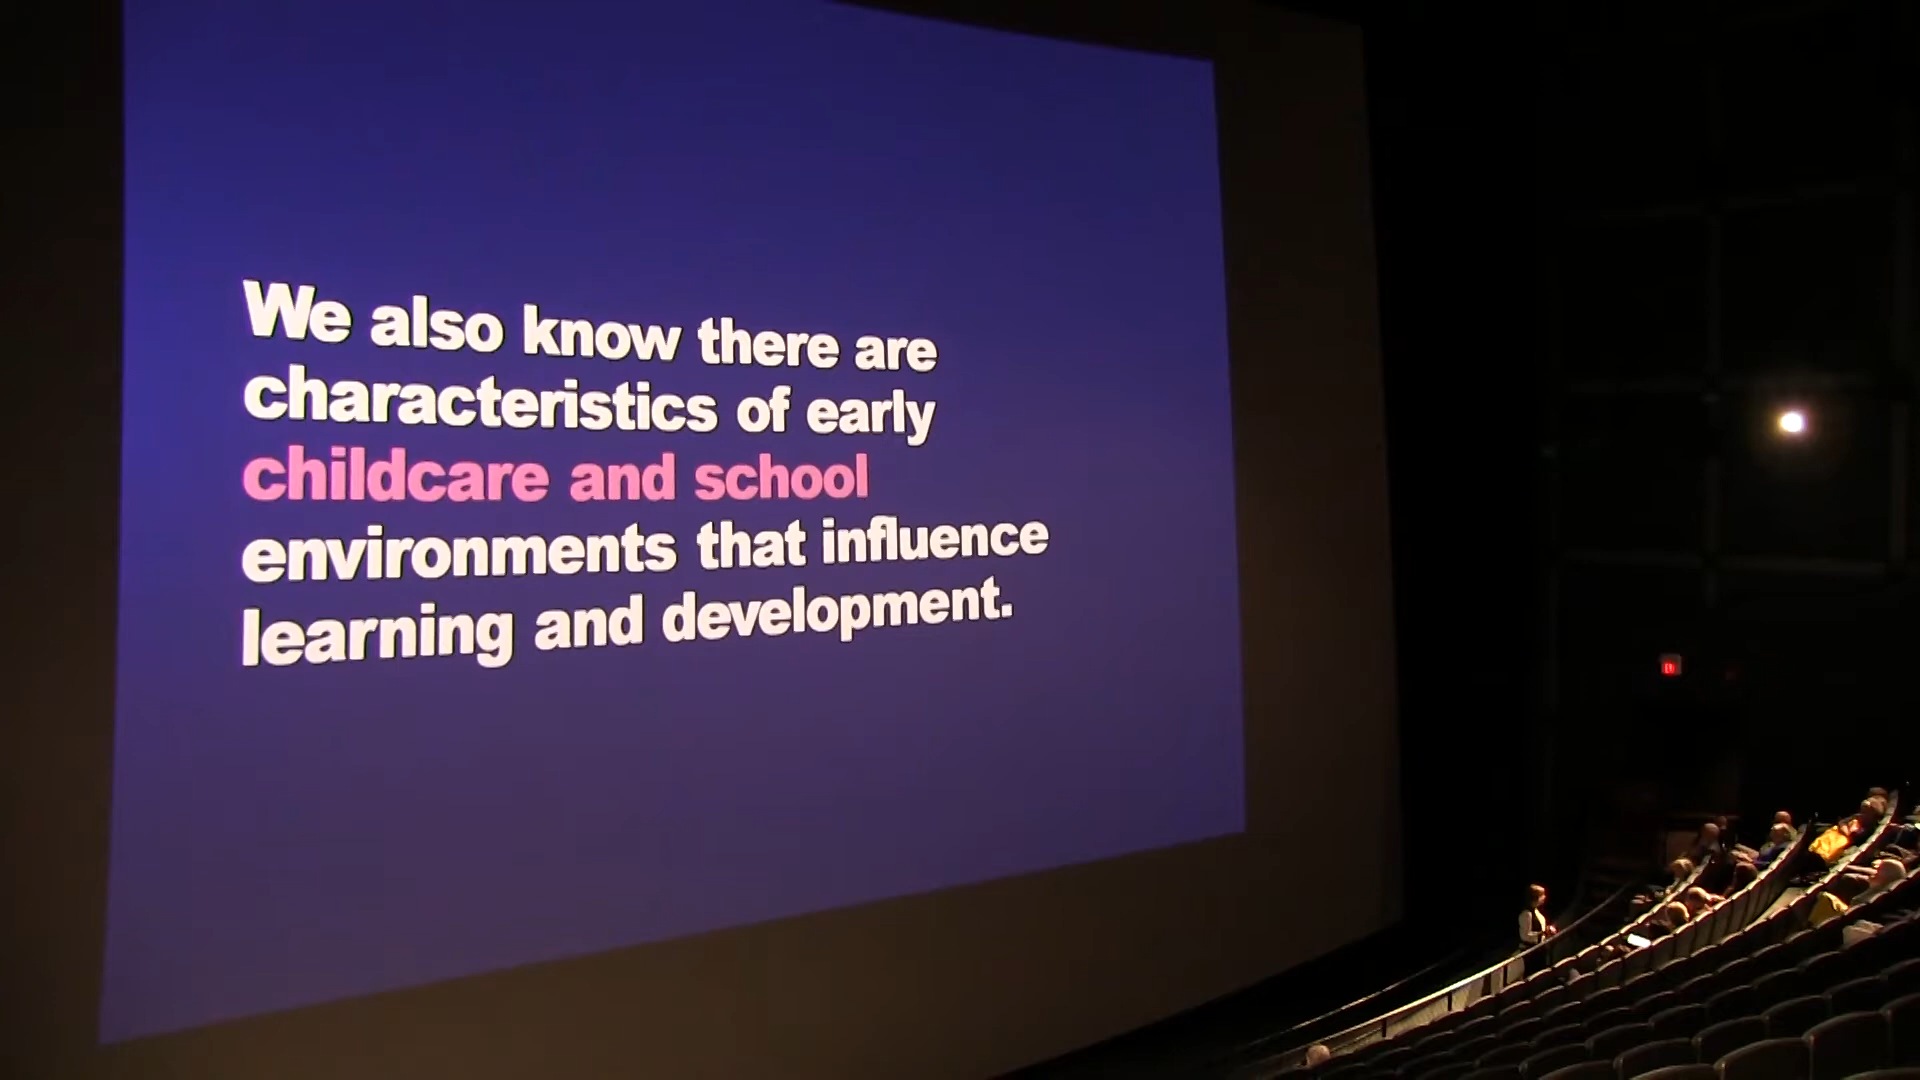 We also know there are
characteristics of early
childcare and school
environments that influence
learning and development.